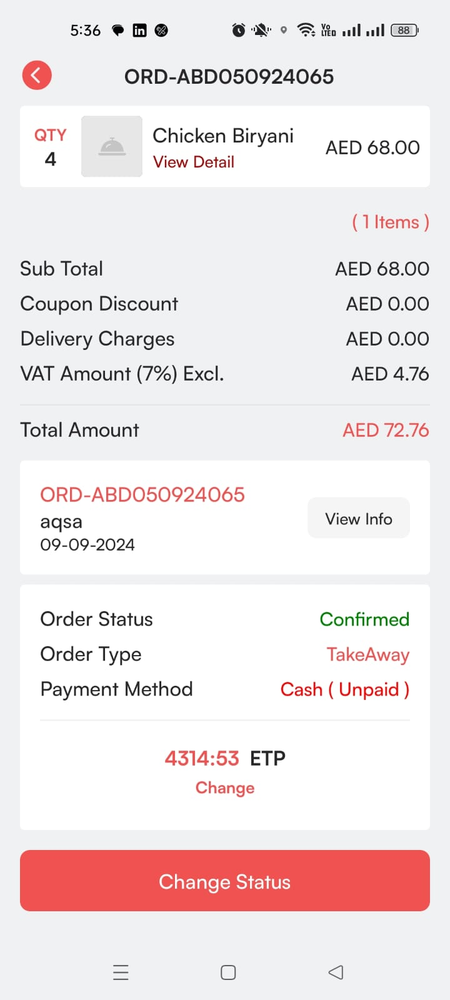 5:36 in Vo LTED 88
ORD-ABD050924065
QTY
4
Chicken Biryani
View Detail
AED 68.00
( 1 Items )
Sub Total AED 68.00
Coupon Discount AED 0.00
Delivery Charges AED 0.00
VAT Amount (7%) Excl. AED 4.76
Total Amount AED 72.76
ORD-ABD050924065
aqsa
09-09-2024
View Info
Order Status Confirmed
Order Type TakeAway
Payment Method Cash ( Unpaid )
4314:53 ETP
Change
Change Status